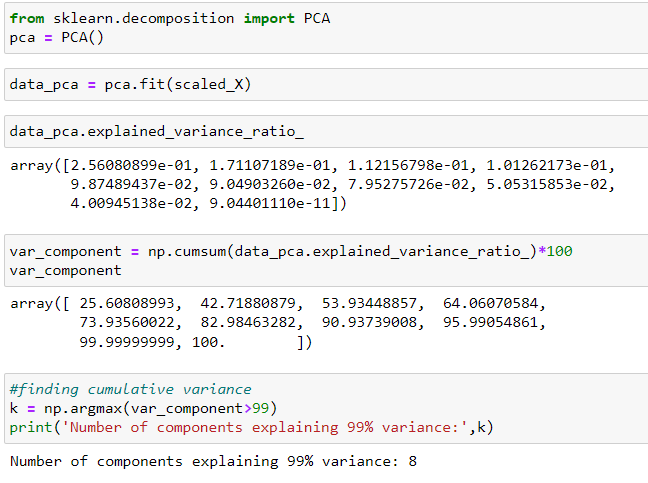 from sklearn.decomposition import PCA
pca = PCA()
data_pca = pca.fit(scaled_X)
data_pca.explained_variance_ratio_
array([2.56080899e-01, 1.71107189e-01, 1.12156798e-01, 1.01262173e-01,
9.87489437e-02, 9.04903260e-02, 7.95275726e-02, 5.05315853e-02,
4.00945138e-02, 9.04401110e-11])
var_component = np.cumsum(data_pca.explained_variance_ratio_)*100
var_component
array([ 25.60808993,  42.71880879,  53.93448857,  64.06070584,
73.93560022,  82.98463282,  90.93739008,  95.99054861,
99.99999999, 100.        ])
#finding cumulative variance
k = np.argmax(var_component>99)
print('Number of components explaining 99% variance:',k)
Number of components explaining 99% variance: 8